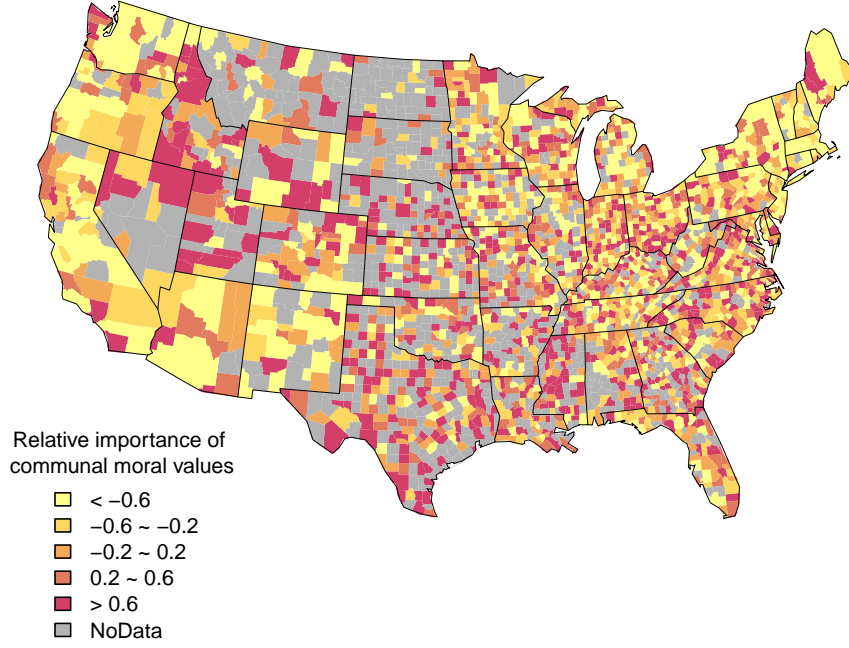 Relative importance of
communal moral values
< −0.6
−0.6 ~ −0.2
−0.2 ~ 0.2
0.2 ~ 0.6
> 0.6
NoData